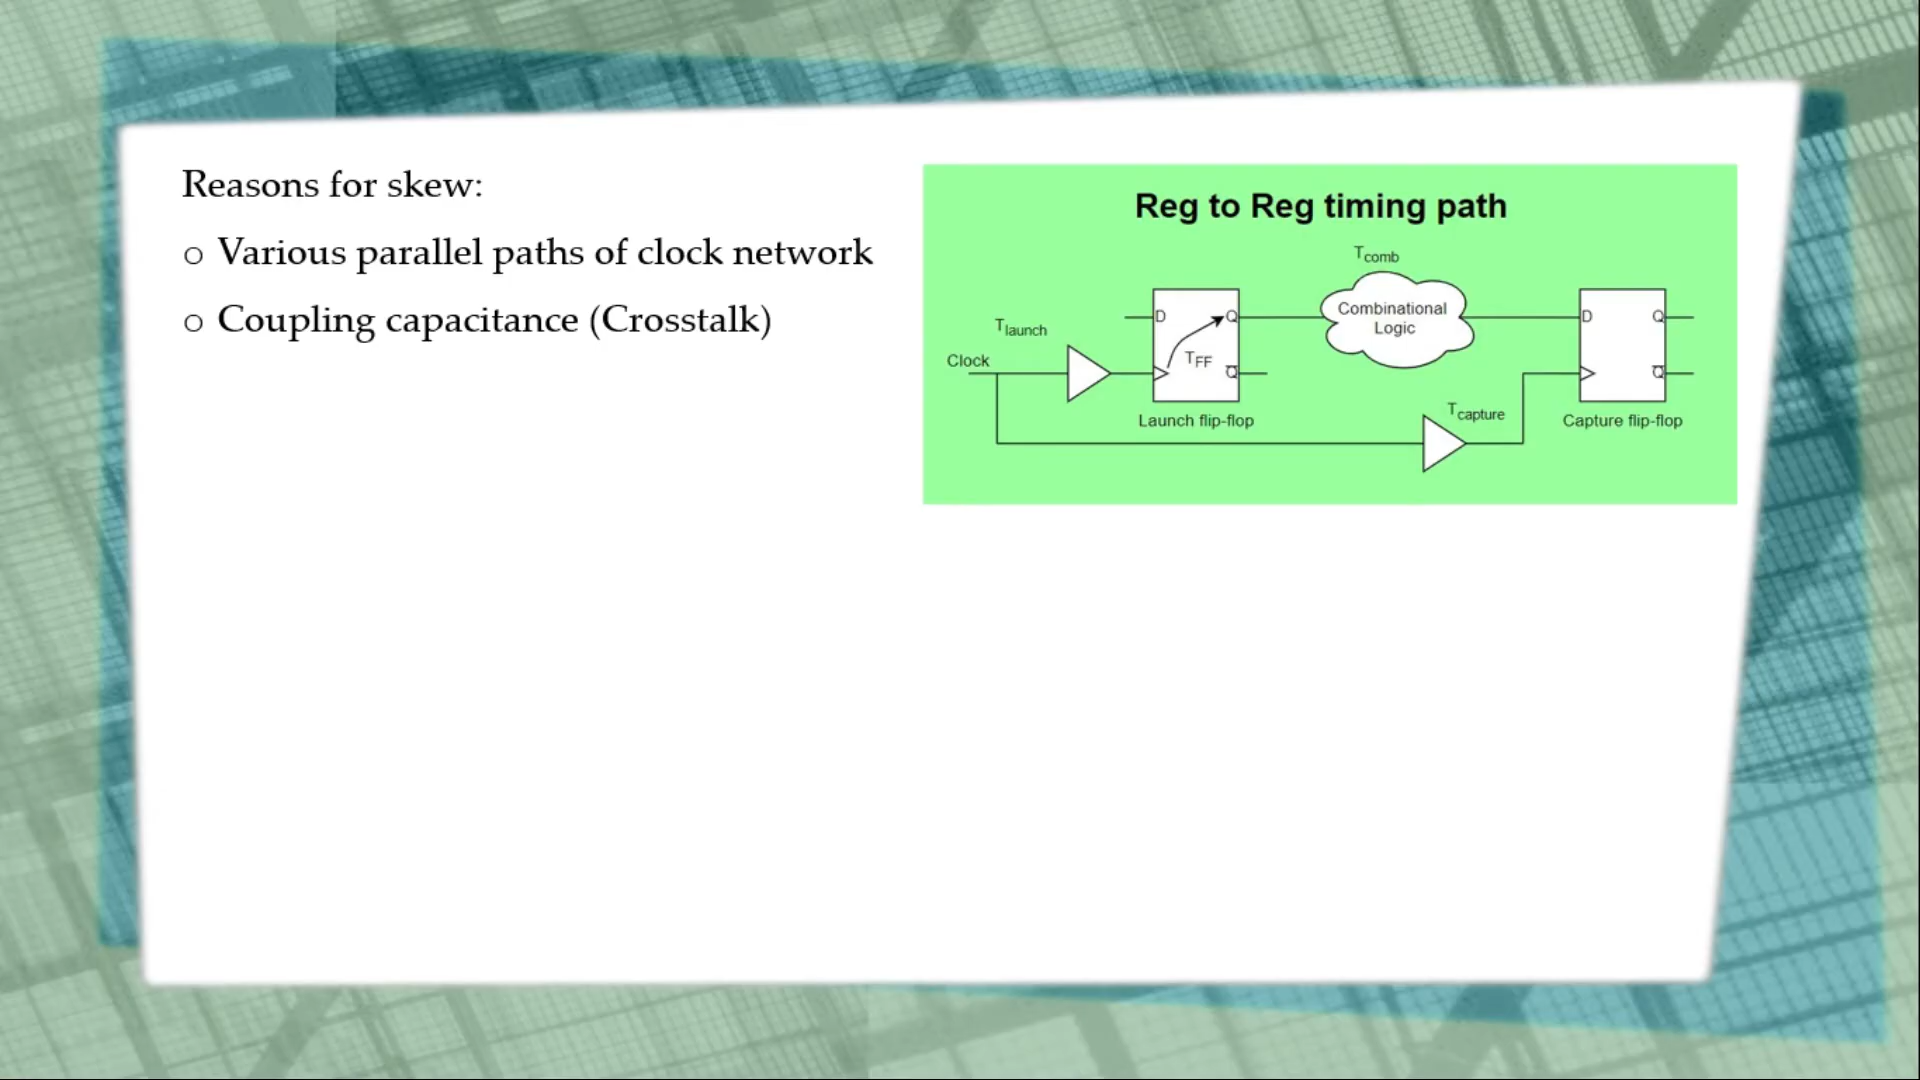 Reasons for skew:
o Various parallel paths of clock network
o Coupling capacitance (Crosstalk)
Reg to Reg timing path
Tcomb
Combinational
Logic
Tlaunch
Clock
D
Q
TFF
Q̅
Launch flip-flop
Tcapture
D
Q
Q̅
Capture flip-flop